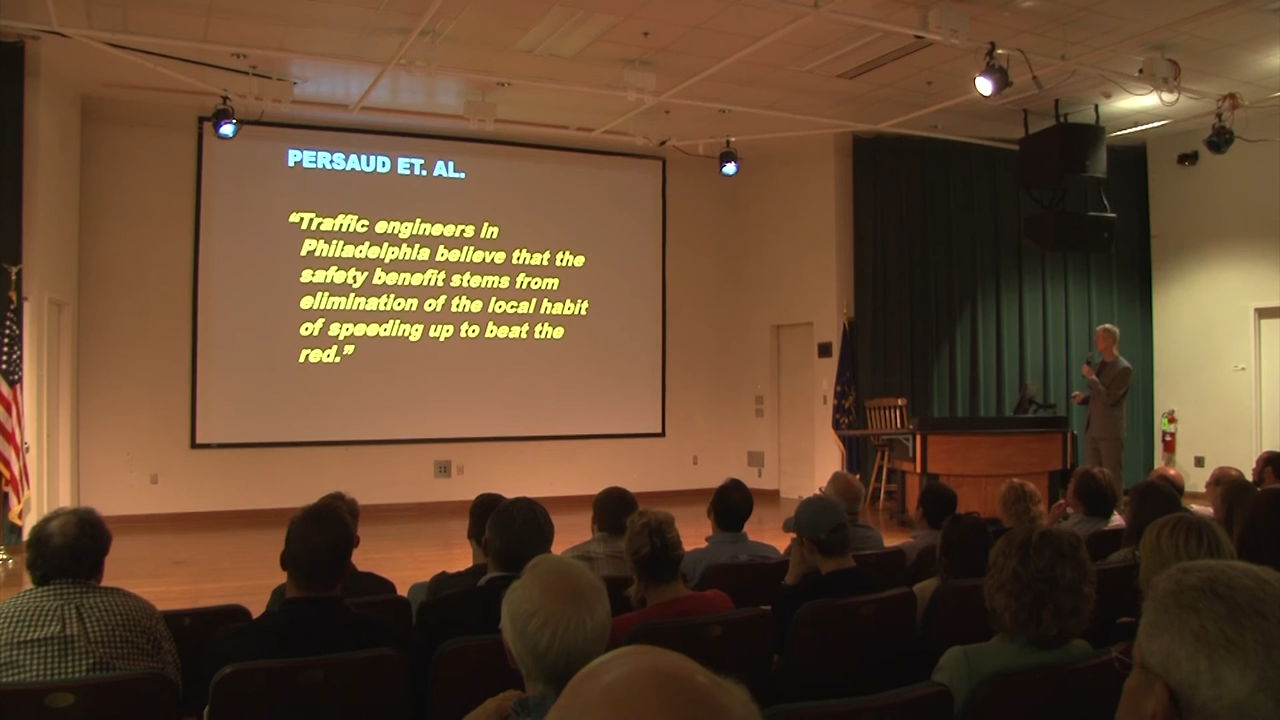 PERSAUD ET. AL.
“Traffic engineers in
Philadelphia believe that the
safety benefit stems from
elimination of the local habit
of speeding up to beat the
red.”